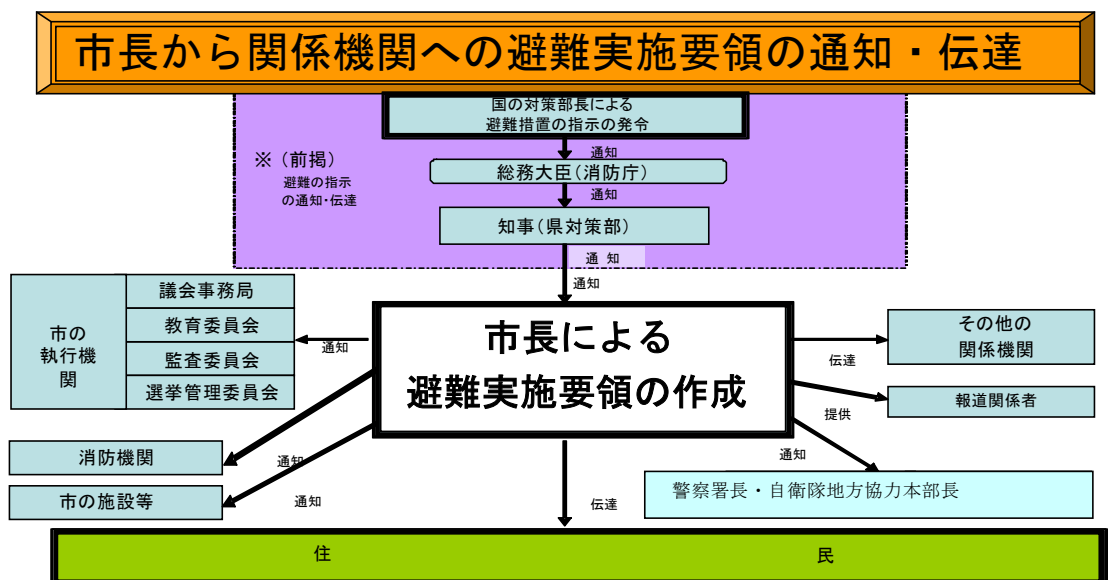 市長から関係機関への避難実施要領の通知・伝達
国の対策部長による
避難措置の指示の発令
通知
※（前掲）
避難の指示
の通知・伝達
総務大臣（消防庁）
通知
知事（県対策部）
通 知
通知
市の
執行機
関
議会事務局
教育委員会
監査委員会
選挙管理委員会
通知
市長による
避難実施要領の作成
伝達
その他の
関係機関
提供
報道関係者
消防機関
通知
市の施設等
通知
伝達
通知
警察署長・自衛隊地方協力本部長
住 民